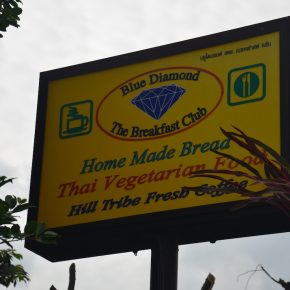 Blue Diamond
The Breakfast Club
Home Made Bread
Thai Vegetarian Food
Hill Tribe Fresh Coffee